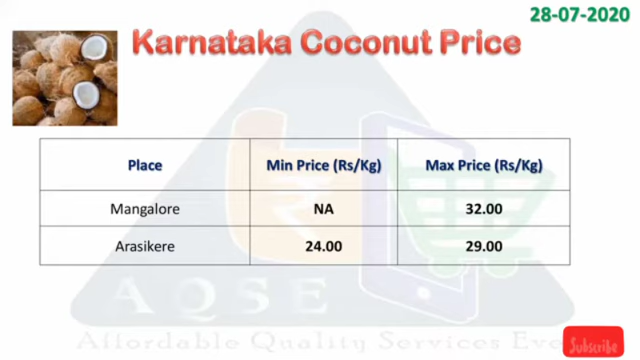 28-07-2020
Karnataka Coconut Price
Place Min Price (Rs/Kg) Max Price (Rs/Kg)
Mangalore NA 32.00
Arasikere 24.00 29.00
AQSE
Affordable Quality Services Eve
Subscribe